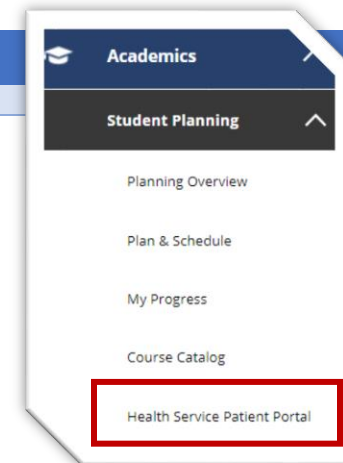 Academics
Student Planning
Planning Overview
Plan & Schedule
My Progress
Course Catalog
Health Service Patient Portal